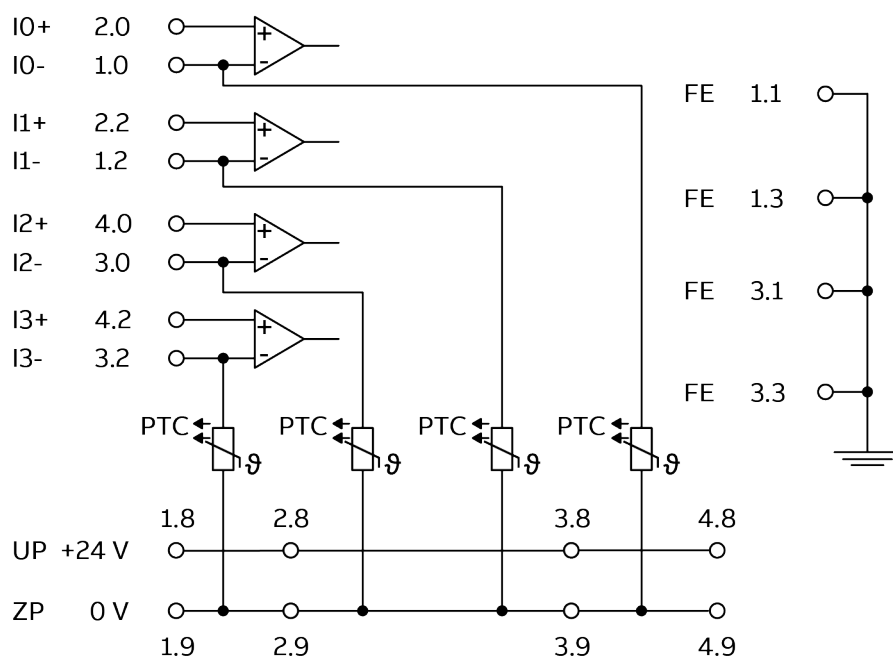 I0+ 2.0
I0- 1.0
I1+ 2.2
I1- 1.2
I2+ 4.0
I2- 3.0
I3+ 4.2
I3- 3.2
+
-
+
-
+
-
+
-
FE 1.1
FE 1.3
FE 3.1
FE 3.3
PTC ϑ PTC ϑ PTC ϑ PTC ϑ
1.8 2.8 3.8 4.8
UP +24 V
ZP 0 V
1.9 2.9 3.9 4.9